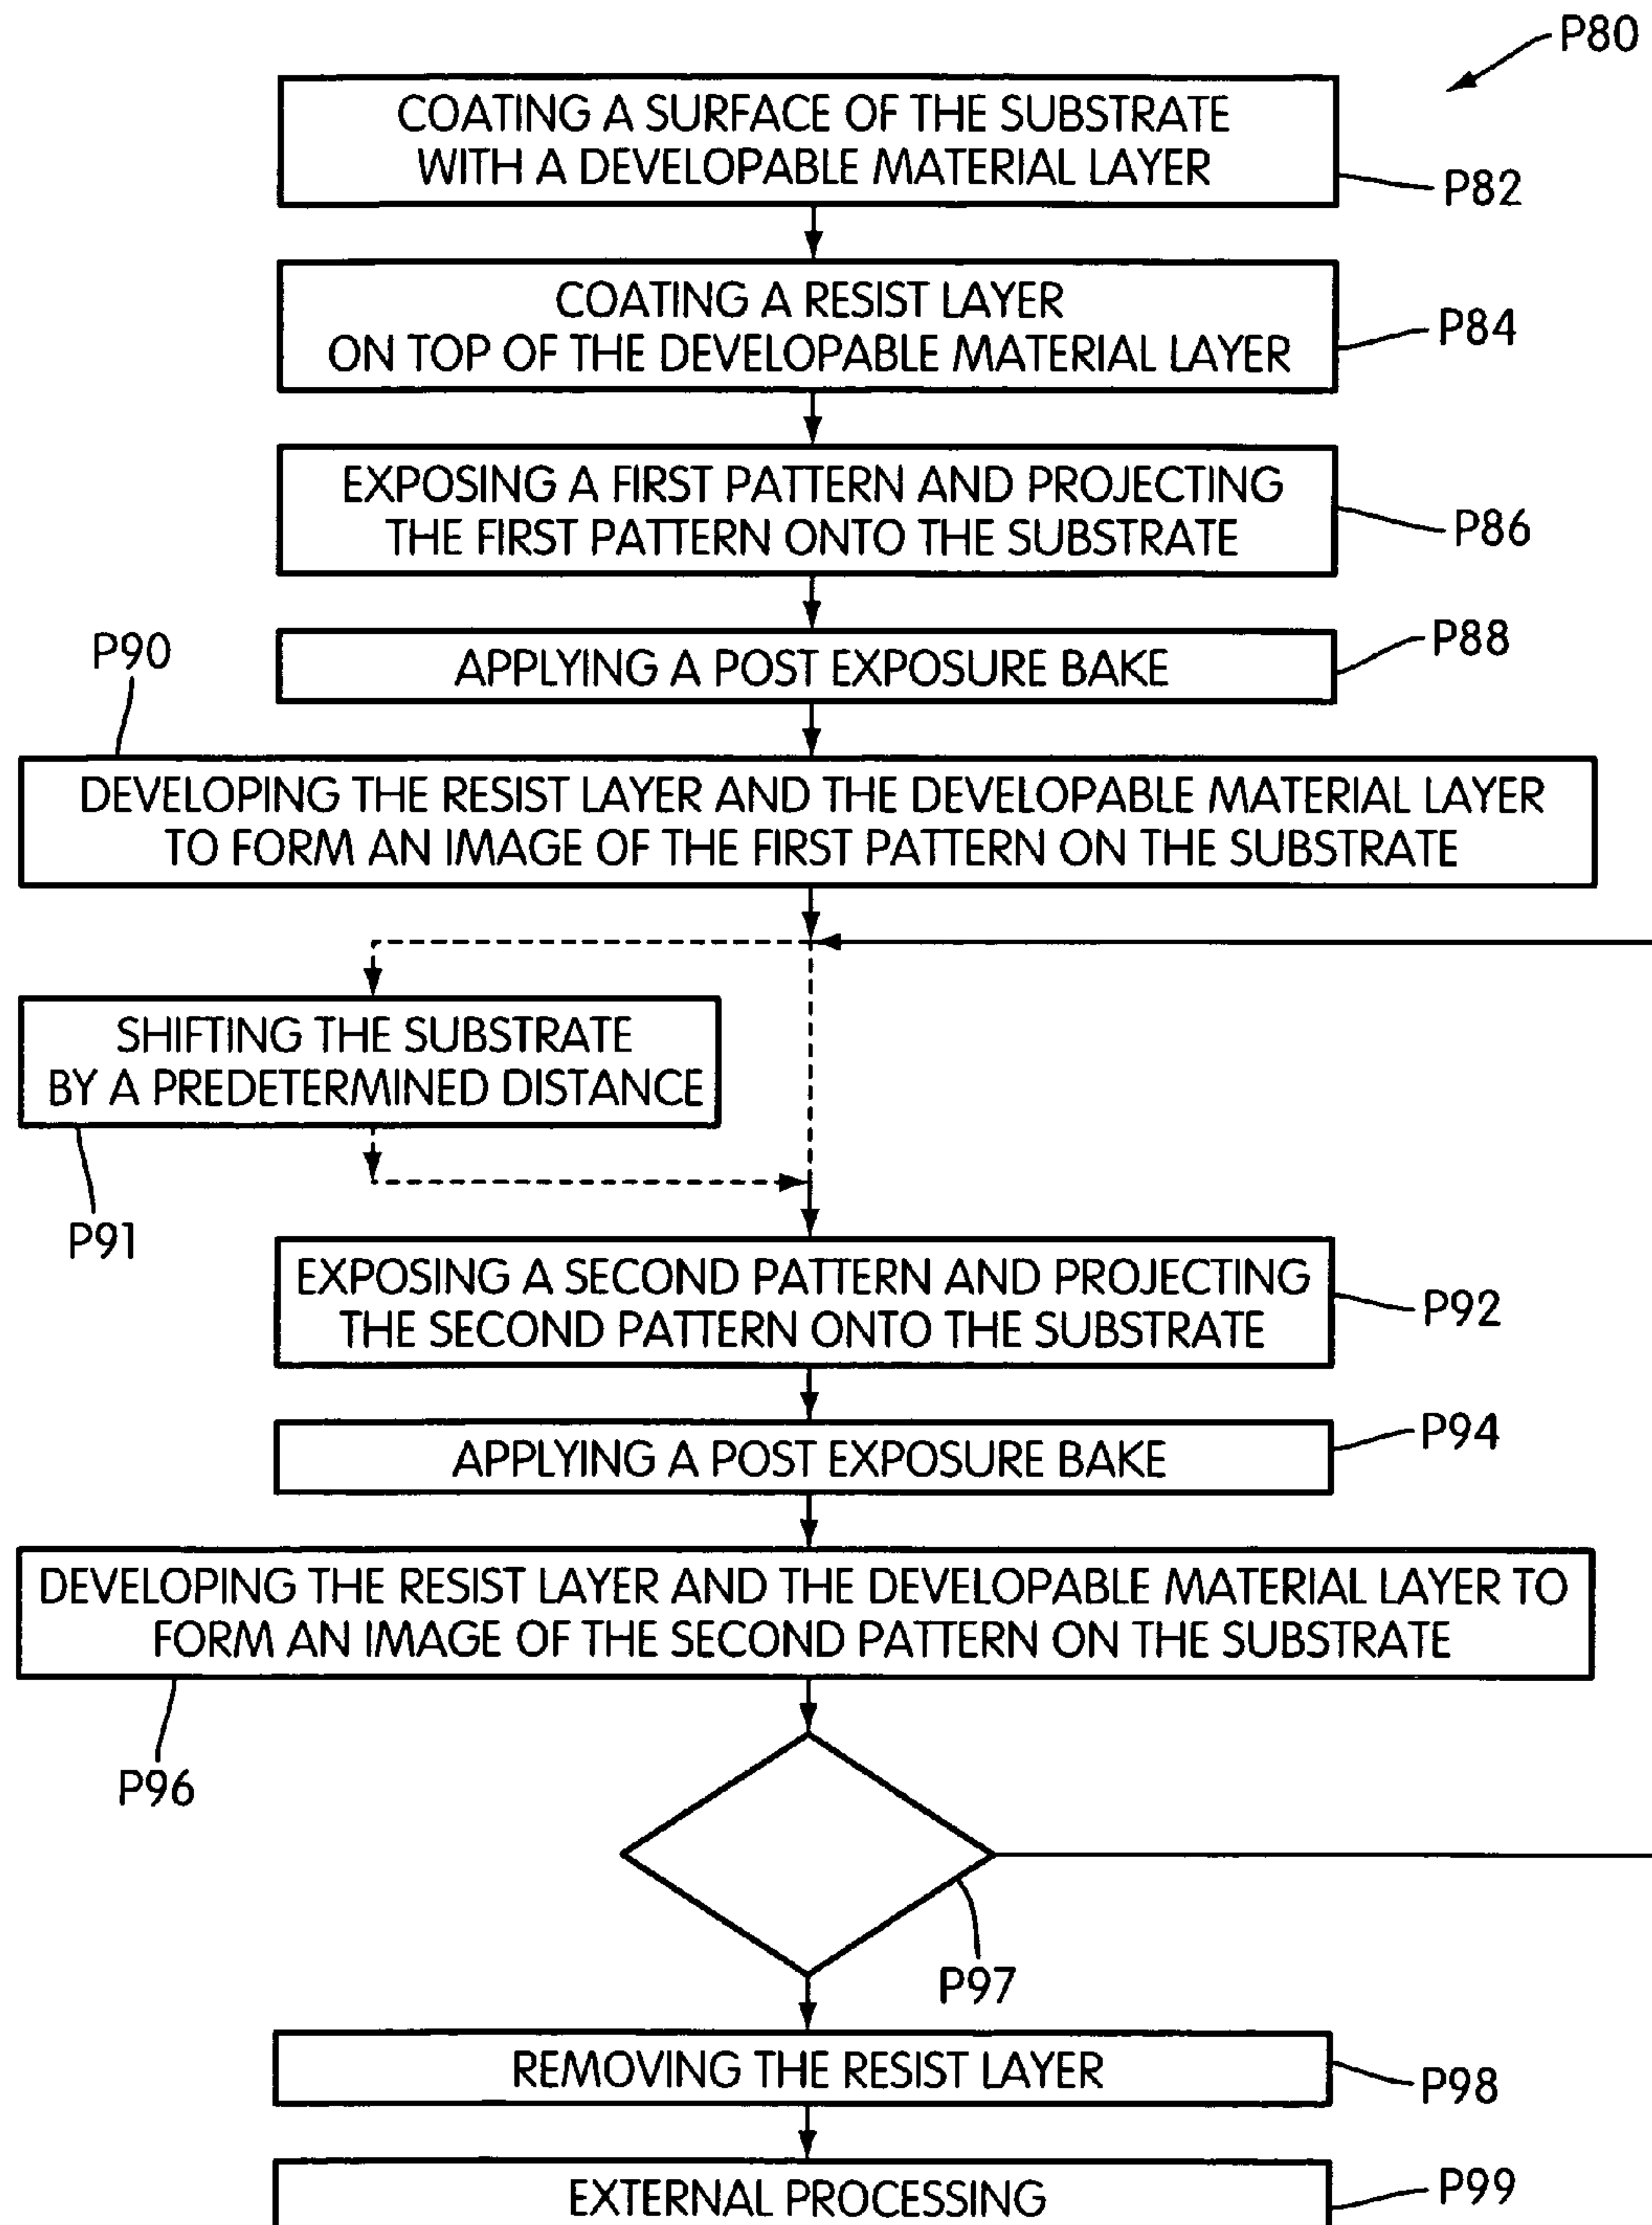 P80
COATING A SURFACE OF THE SUBSTRATE
WITH A DEVELOPABLE MATERIAL LAYER
P82
COATING A RESIST LAYER
ON TOP OF THE DEVELOPABLE MATERIAL LAYER
P84
EXPOSING A FIRST PATTERN AND PROJECTING
THE FIRST PATTERN ONTO THE SUBSTRATE
P86
APPLYING A POST EXPOSURE BAKE
P88
P90
DEVELOPING THE RESIST LAYER AND THE DEVELOPABLE MATERIAL LAYER
TO FORM AN IMAGE OF THE FIRST PATTERN ON THE SUBSTRATE
SHIFTING THE SUBSTRATE
BY A PREDETERMINED DISTANCE
P91
EXPOSING A SECOND PATTERN AND PROJECTING
THE SECOND PATTERN ONTO THE SUBSTRATE
P92
APPLYING A POST EXPOSURE BAKE
P94
DEVELOPING THE RESIST LAYER AND THE DEVELOPABLE MATERIAL LAYER TO
FORM AN IMAGE OF THE SECOND PATTERN ON THE SUBSTRATE
P96
P97
REMOVING THE RESIST LAYER
P98
EXTERNAL PROCESSING
P99